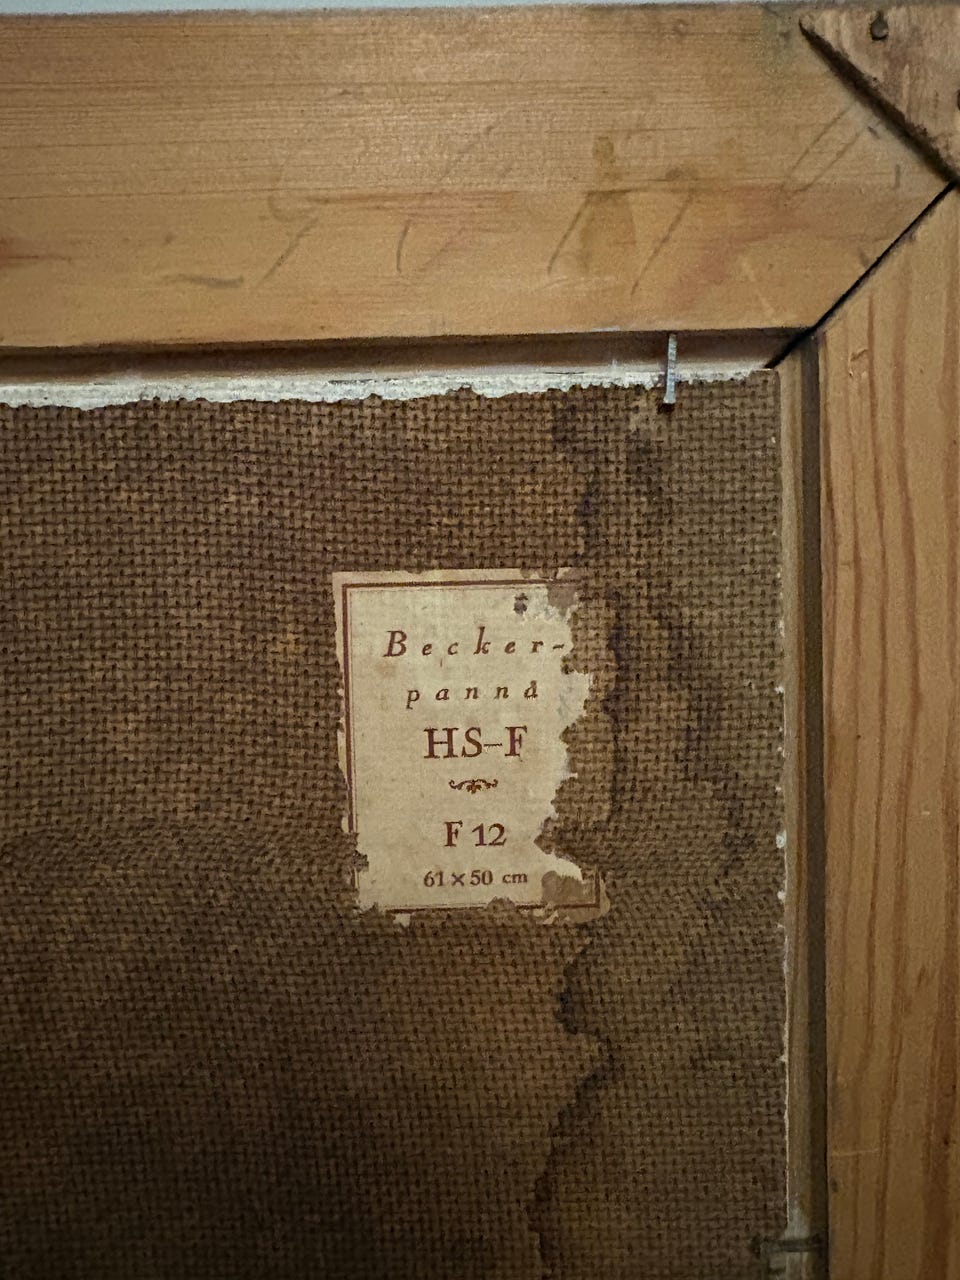 Becker-
pannå
HS-F
F 12
61 × 50 cm